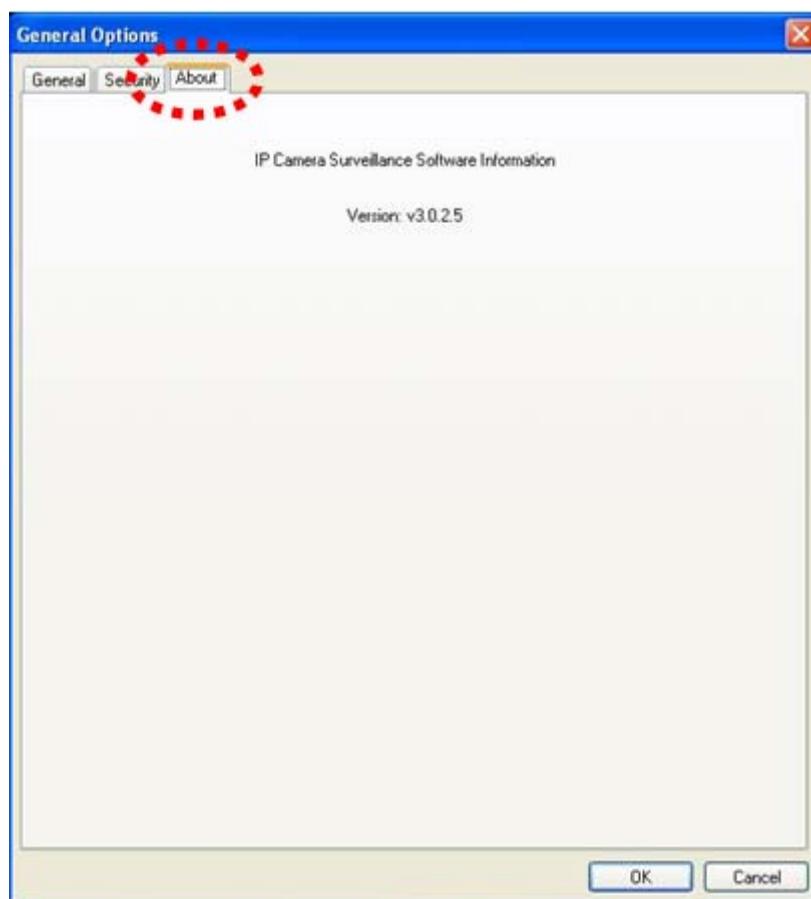 General Options
General Security About
IP Camera Surveillance Software Information
Version: v3.0.2.5
OK Cancel